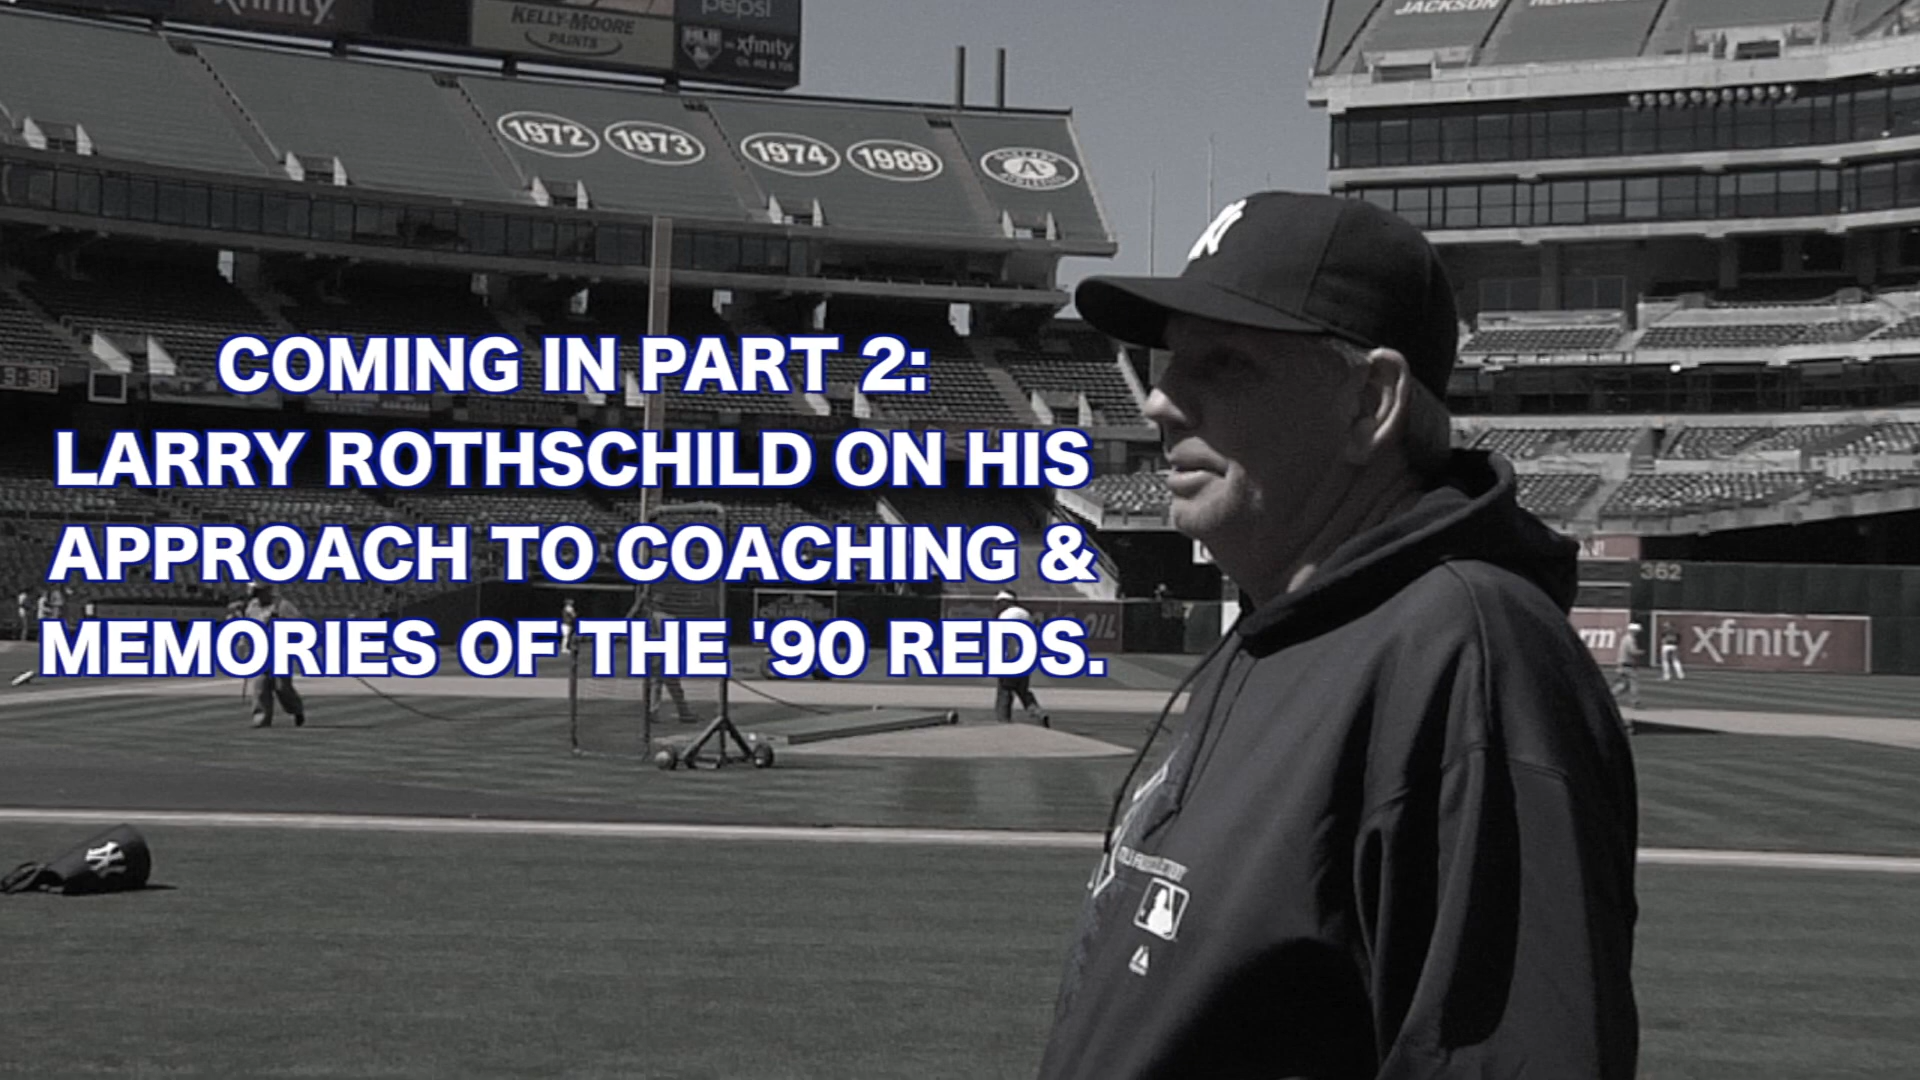 xfinity
KELLY-MOORE
PAINTS
pepsi
xfinity
JACKSON
1972 1973 1974 1989
A
COMING IN PART 2:
LARRY ROTHSCHILD ON HIS
APPROACH TO COACHING &
MEMORIES OF THE '90 REDS.
362
xfinity
NY